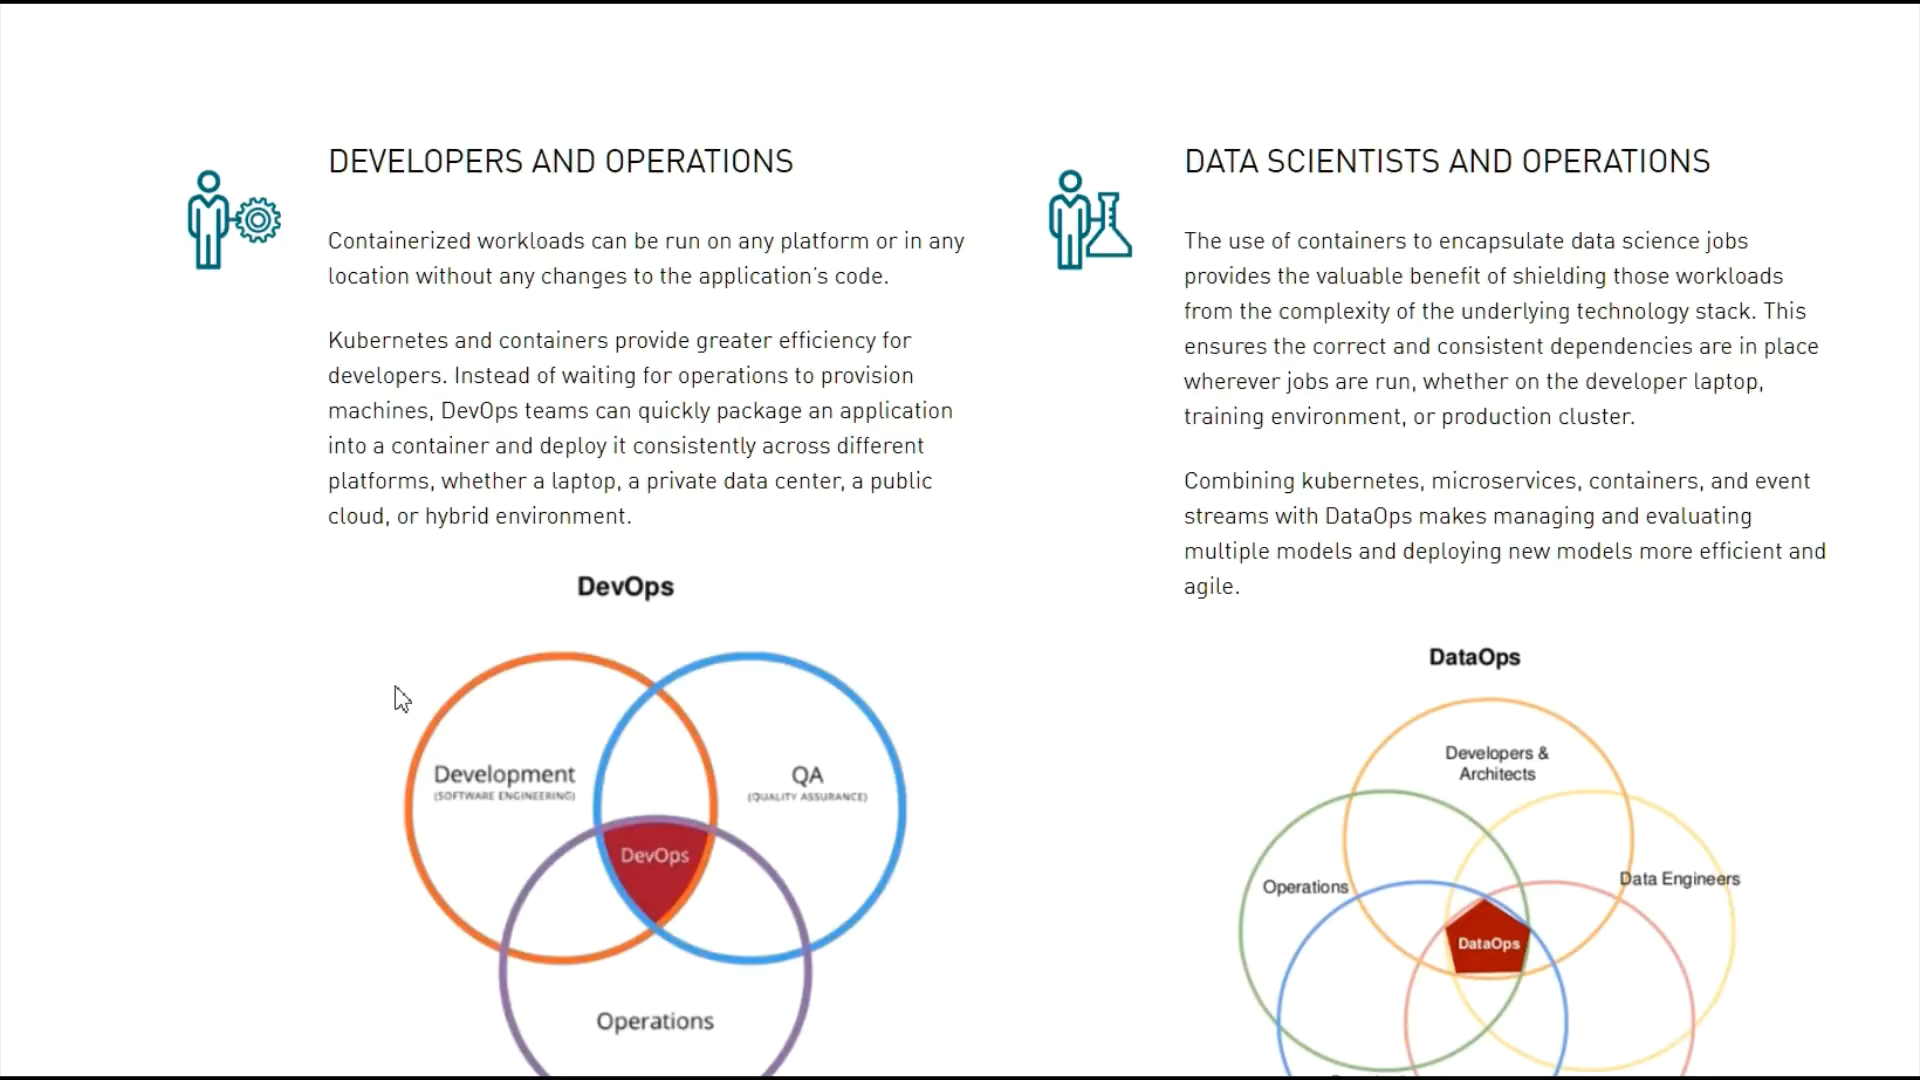 DEVELOPERS AND OPERATIONS
Containerized workloads can be run on any platform or in any
location without any changes to the application's code.
Kubernetes and containers provide greater efficiency for
developers. Instead of waiting for operations to provision
machines, DevOps teams can quickly package an application
into a container and deploy it consistently across different
platforms, whether a laptop, a private data center, a public
cloud, or hybrid environment.
DevOps
Development
(SOFTWARE ENGINEERING)
QA
(QUALITY ASSURANCE)
DevOps
Operations
DATA SCIENTISTS AND OPERATIONS
The use of containers to encapsulate data science jobs
provides the valuable benefit of shielding those workloads
from the complexity of the underlying technology stack. This
ensures the correct and consistent dependencies are in place
wherever jobs are run, whether on the developer laptop,
training environment, or production cluster.
Combining kubernetes, microservices, containers, and event
streams with DataOps makes managing and evaluating
multiple models and deploying new models more efficient and
agile.
DataOps
Developers &
Architects
Operations
Data Engineers
DataOps